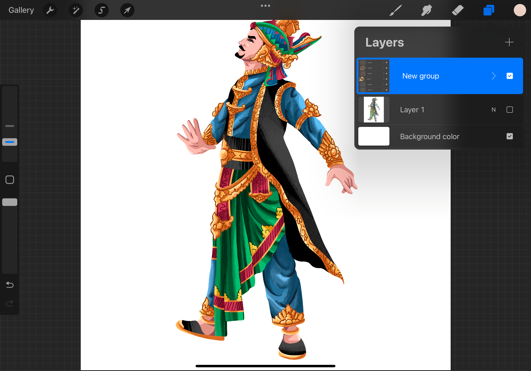 Gallery
Layers
New group
Layer 1
N
Background color